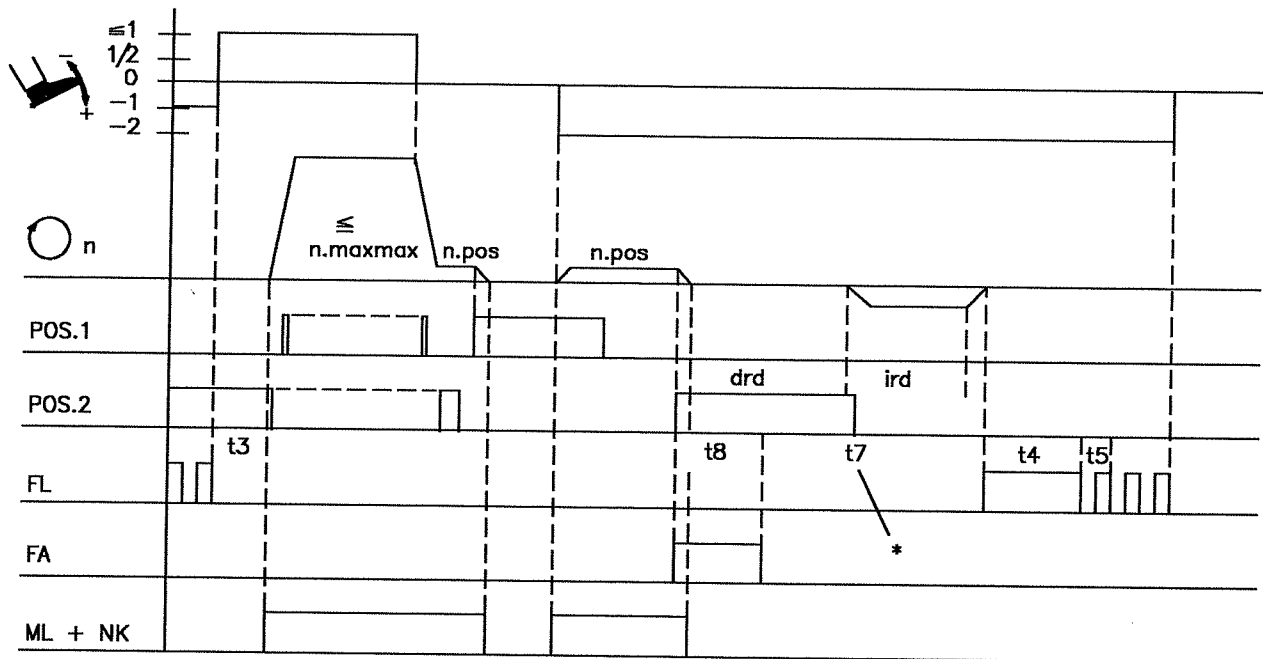 ≦1
1/2
0
−1
−2
−
+
n
≦
n.maxmax
n.pos
n.pos
POS.1
drd
ird
POS.2
t3
t8
t7
t4
t5
FL
FA
*
ML + NK